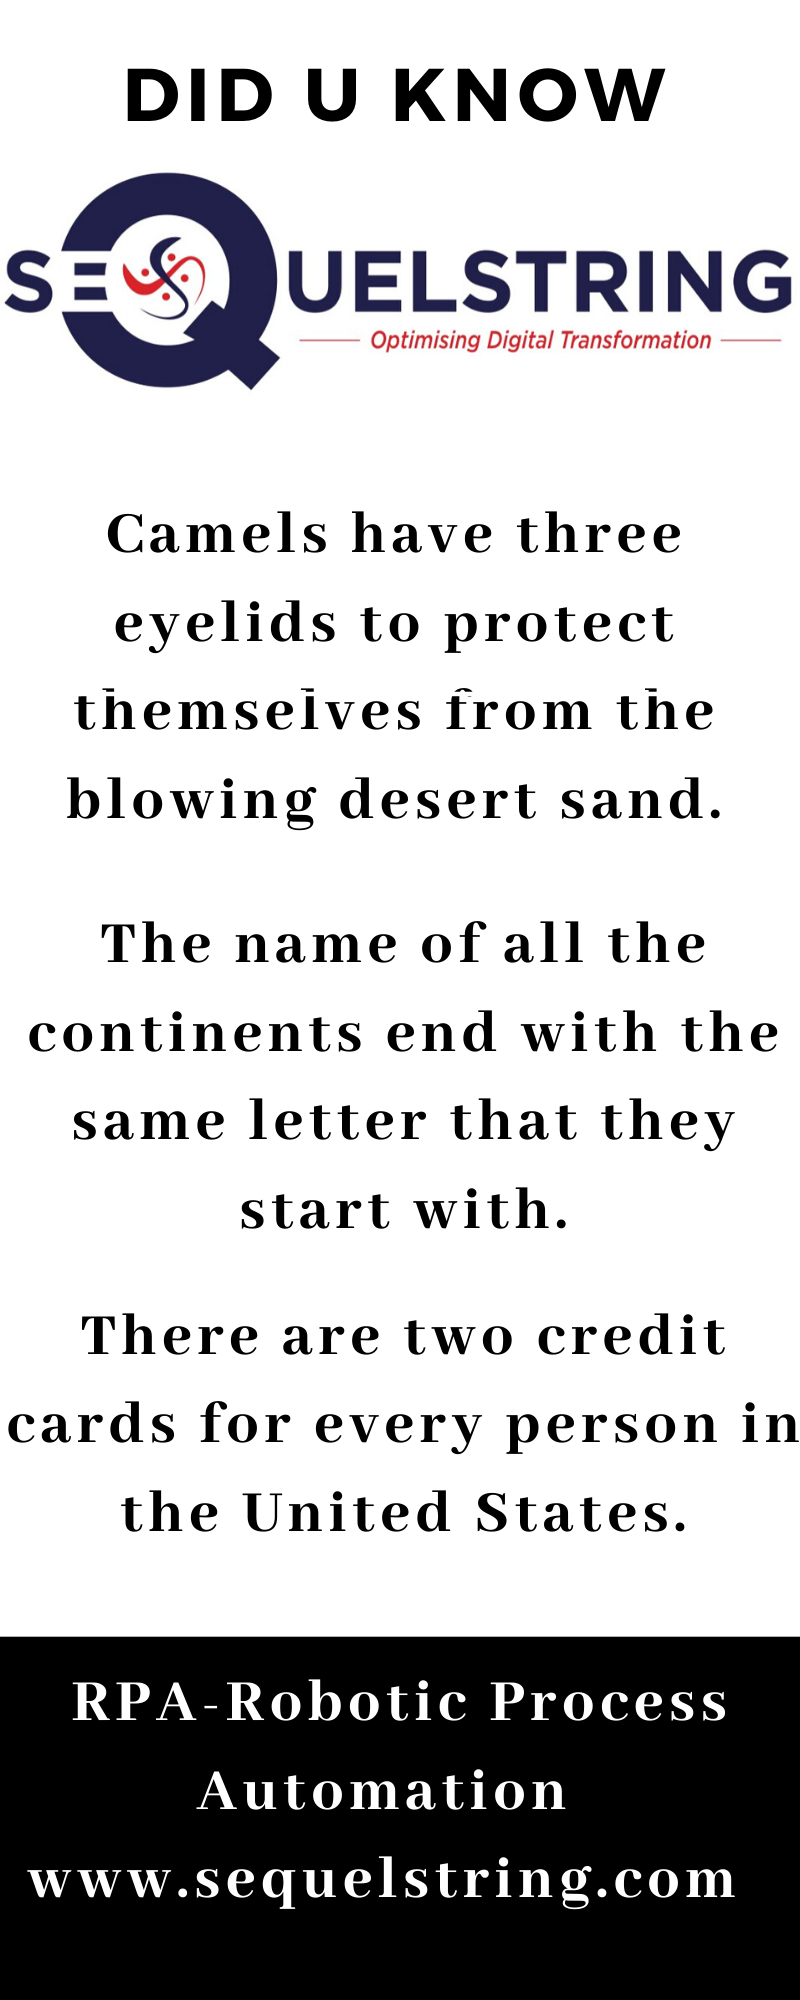 DID U KNOW
SEQUELSTRING
Optimising Digital Transformation
Camels have three
eyelids to protect
themselves from the
blowing desert sand.
The name of all the
continents end with the
same letter that they
start with.
There are two credit
cards for every person in
the United States.
RPA-Robotic Process
Automation
www.sequelstring.com